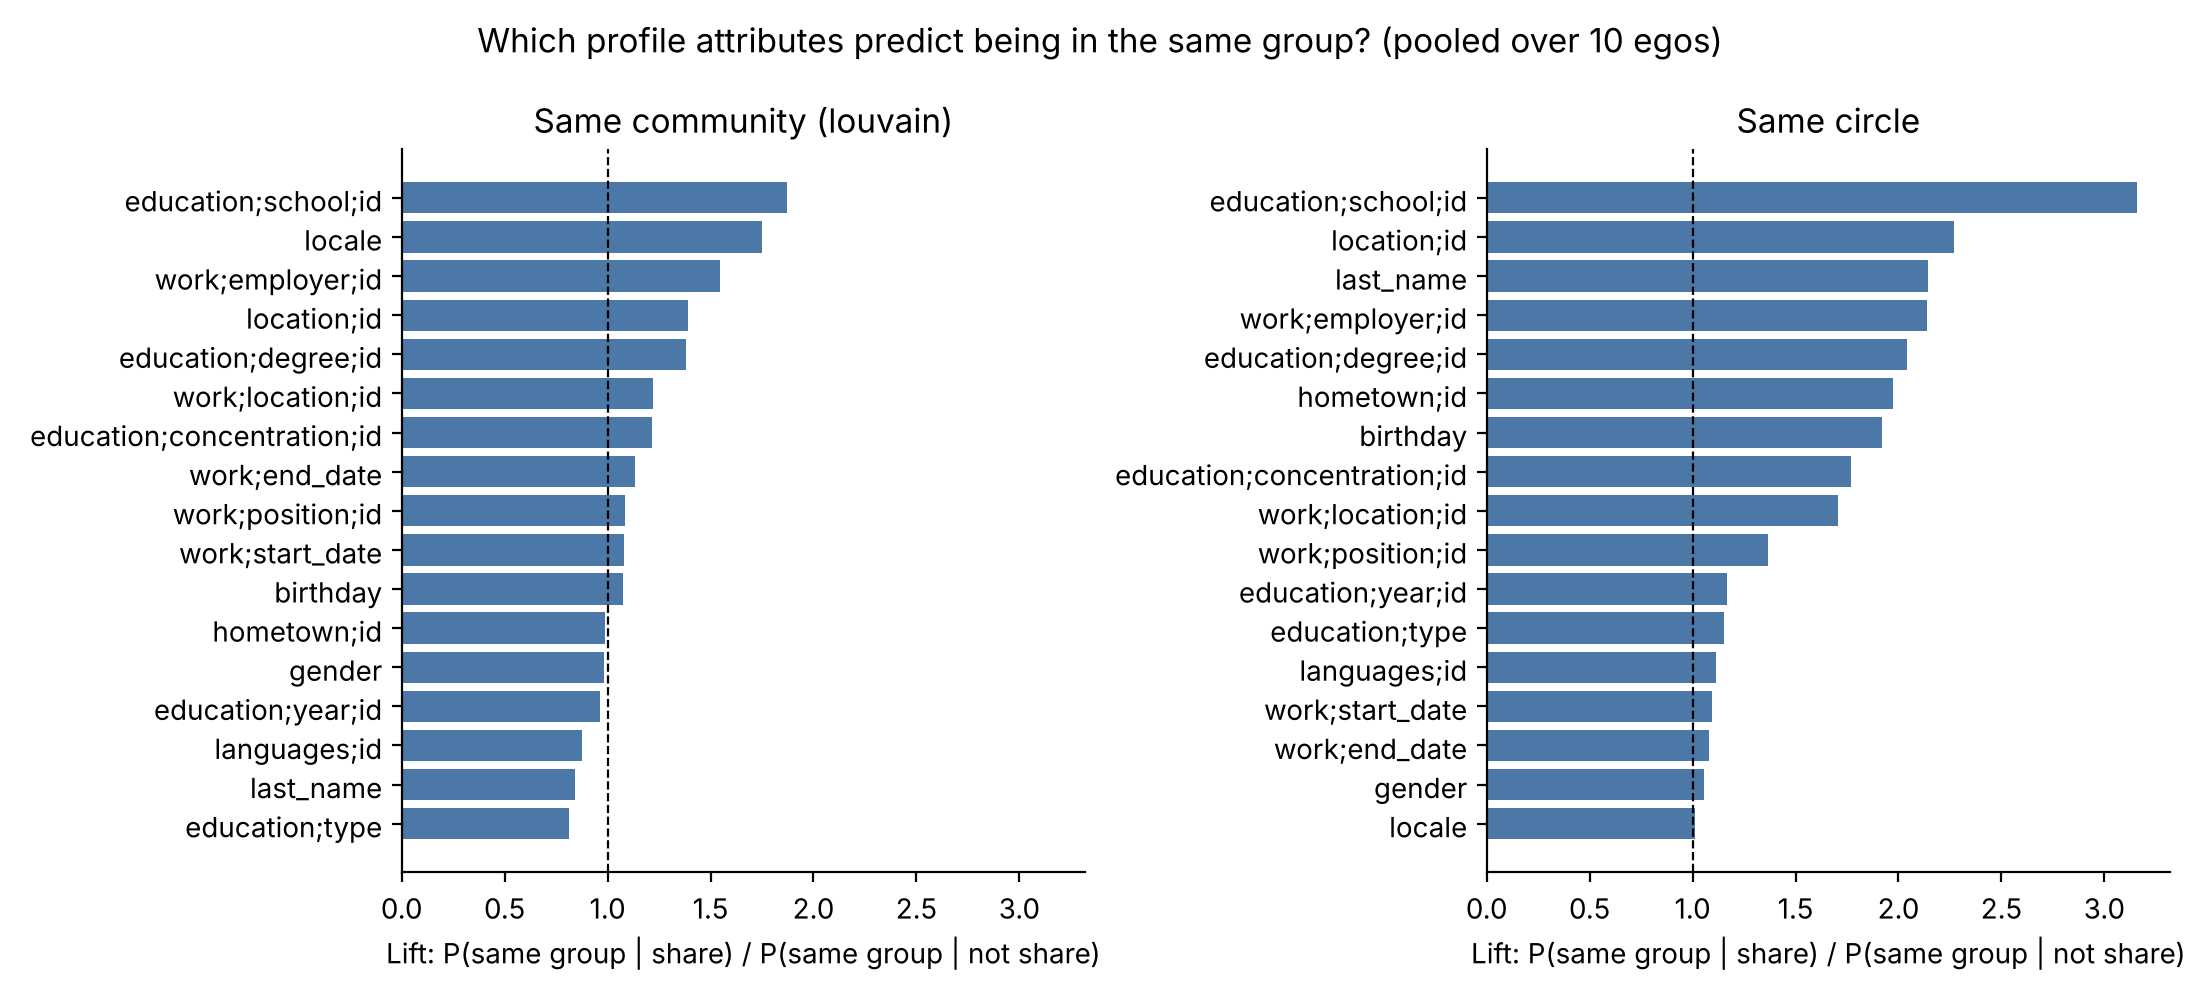 Which profile attributes predict being in the same group? (pooled over 10 egos)
Same community (louvain)
education;school;id
locale
work;employer;id
location;id
education;degree;id
work;location;id
education;concentration;id
work;end_date
work;position;id
work;start_date
birthday
hometown;id
gender
education;year;id
languages;id
last_name
education;type
0.0 0.5 1.0 1.5 2.0 2.5 3.0
Lift: P(same group | share) / P(same group | not share)
Same circle
education;school;id
location;id
last_name
work;employer;id
education;degree;id
hometown;id
birthday
education;concentration;id
work;location;id
work;position;id
education;year;id
education;type
languages;id
work;start_date
work;end_date
gender
locale
0.0 0.5 1.0 1.5 2.0 2.5 3.0
Lift: P(same group | share) / P(same group | not share)